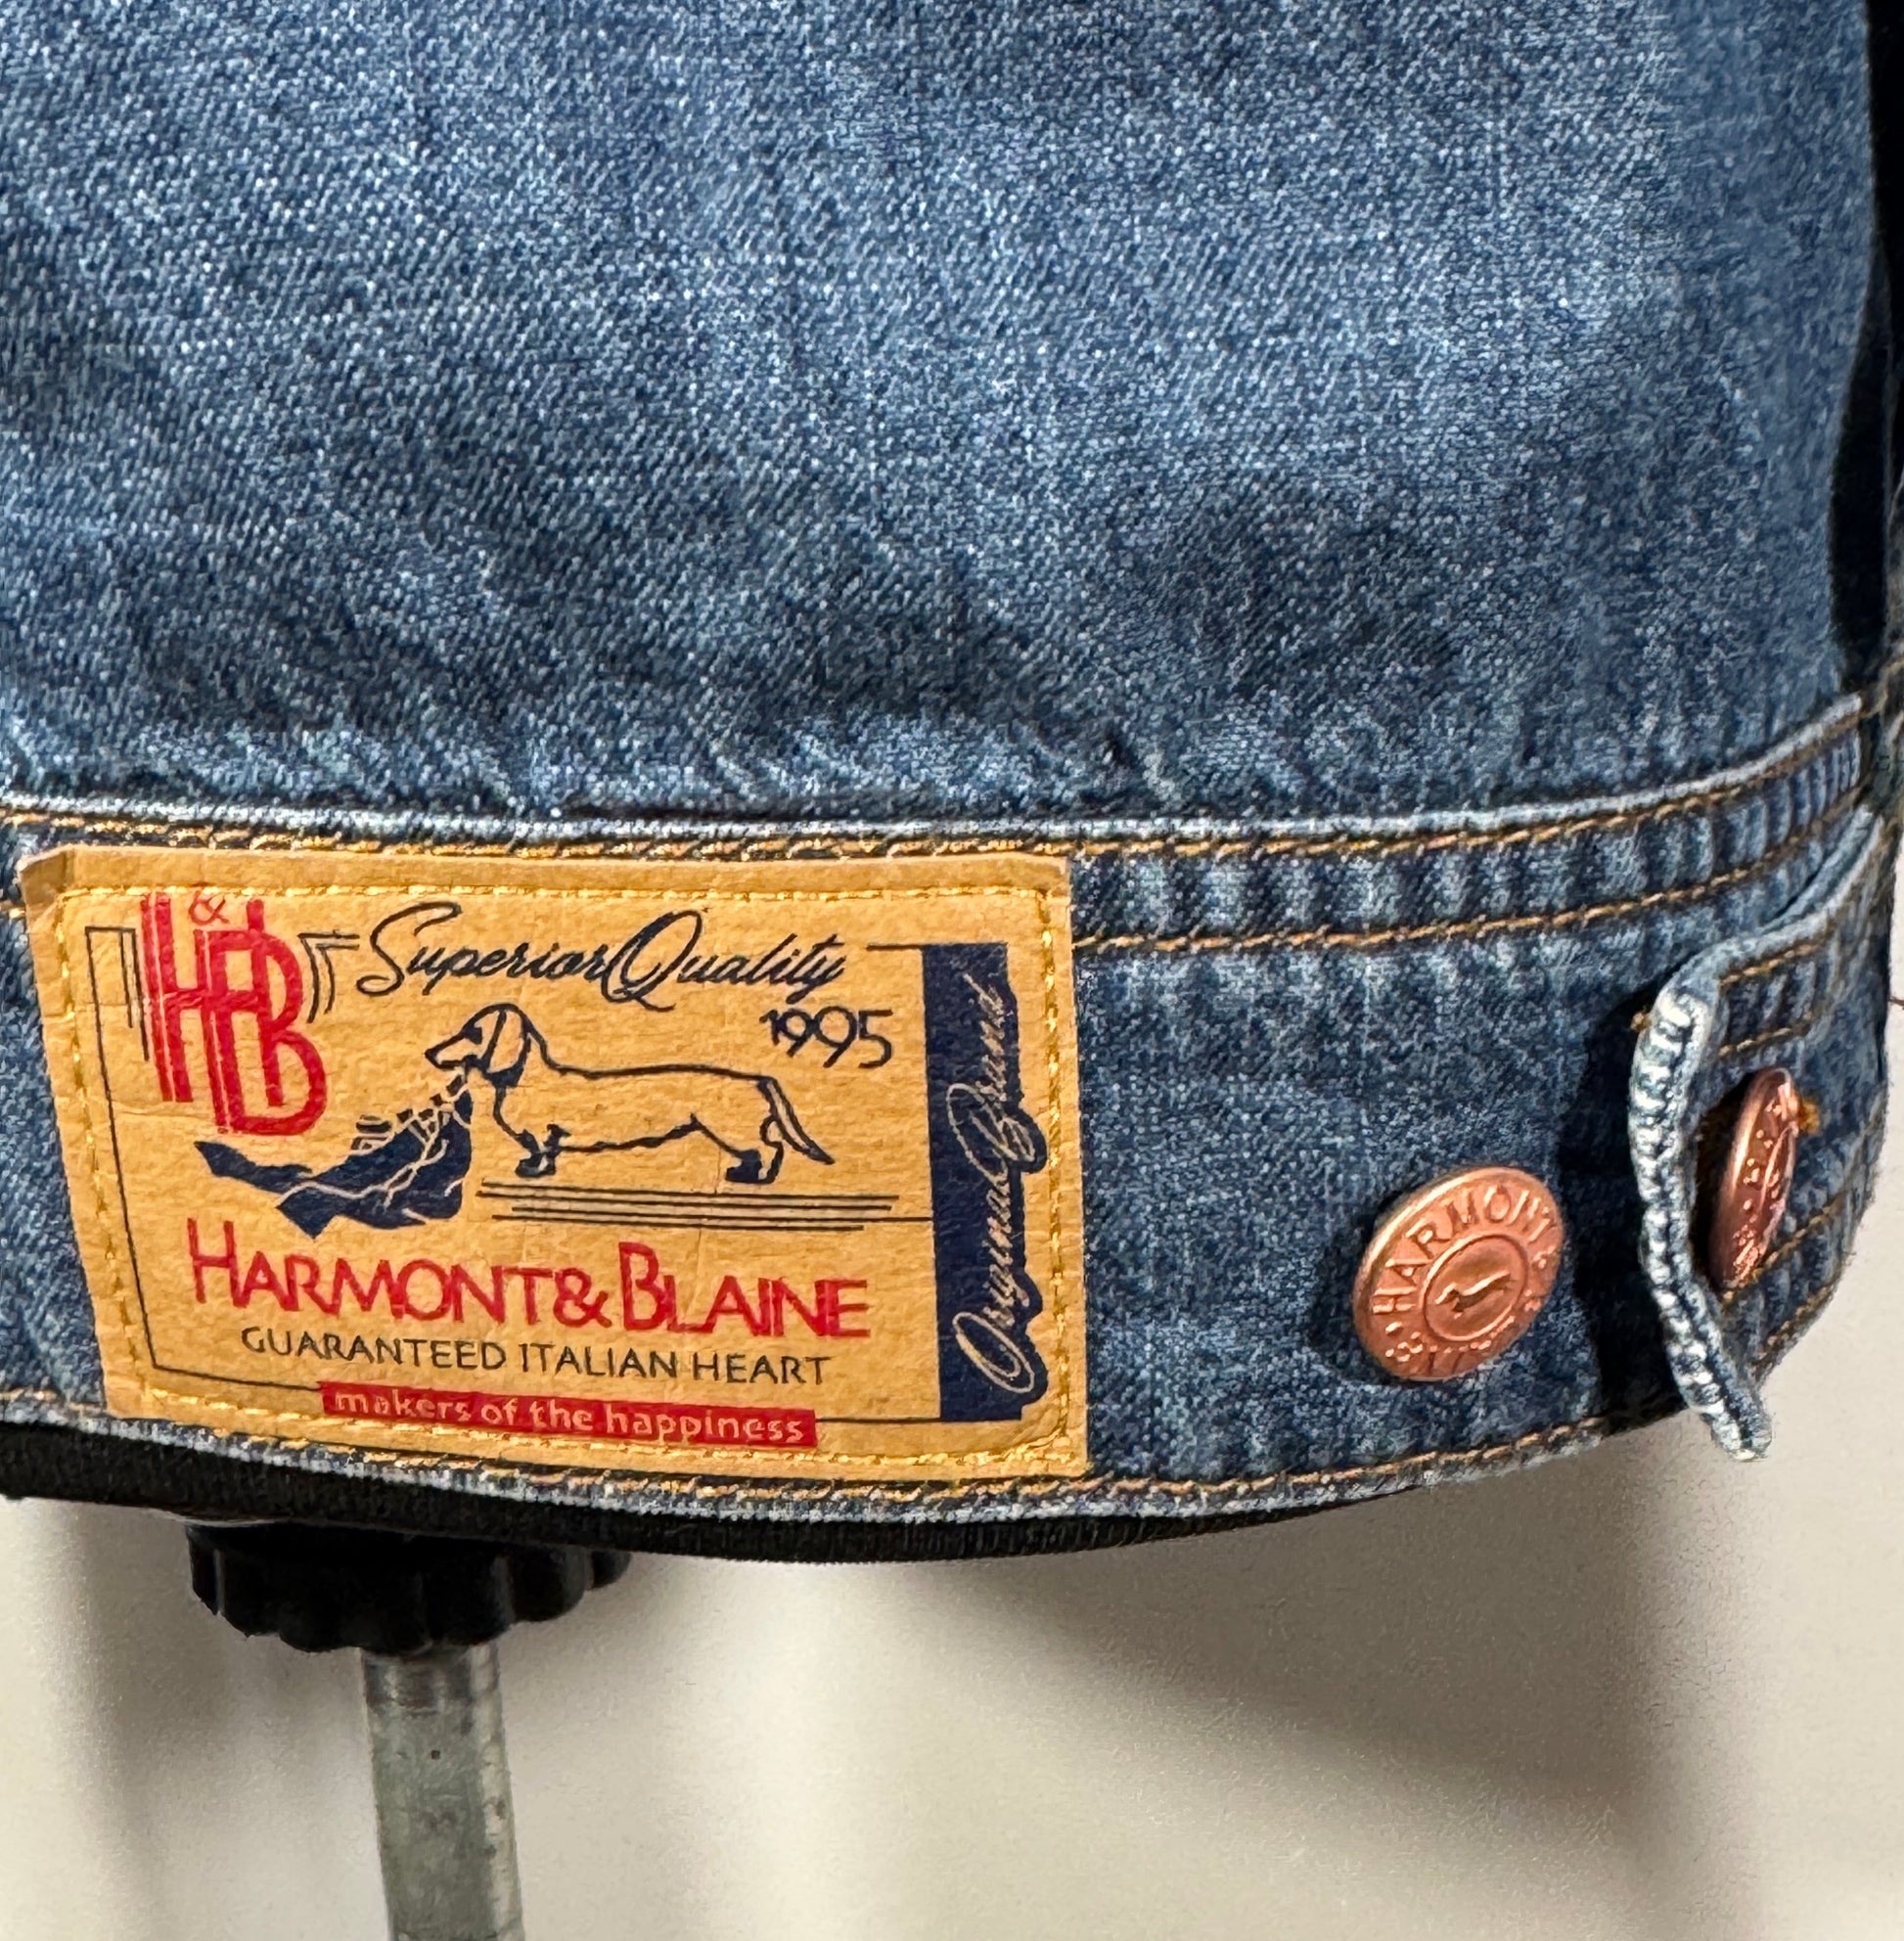 H&B
Superior Quality
1995
Original Brand
HARMONT&BLAINE
GUARANTEED ITALIAN HEART
makers of the happiness
HARMONT